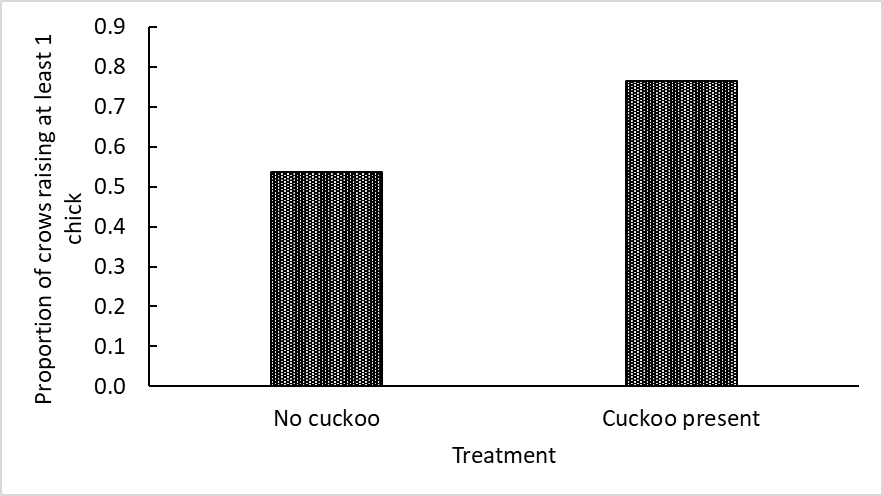 Proportion of crows raising at least 1
chick
0.9
0.8
0.7
0.6
0.5
0.4
0.3
0.2
0.1
0.0
No cuckoo
Cuckoo present
Treatment